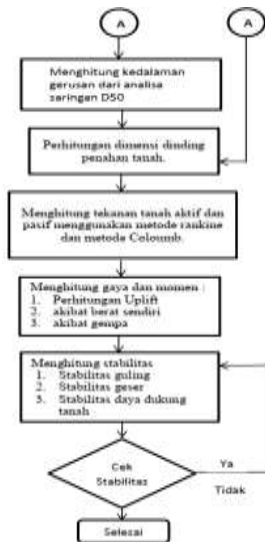 A
A
Menghitung kedalaman
gerusan dari analisa
saringan D50
Perhitungan dimensi dinding
penahan tanah.
Menghitung tekanan tanah aktif dan
pasif menggunakan metode rankine
dan metode Coloumb.
Menghitung gaya dan momen :
1. Perhitungan Uplift
2. akibat berat sendiri
3. akibat gempa
Menghitung stabilitas
1. Stabilitas guling
2. Stabilitas geser
3. Stabilitas daya dukung
tanah
Cek
Stabilitas
Ya
Tidak
Selesai